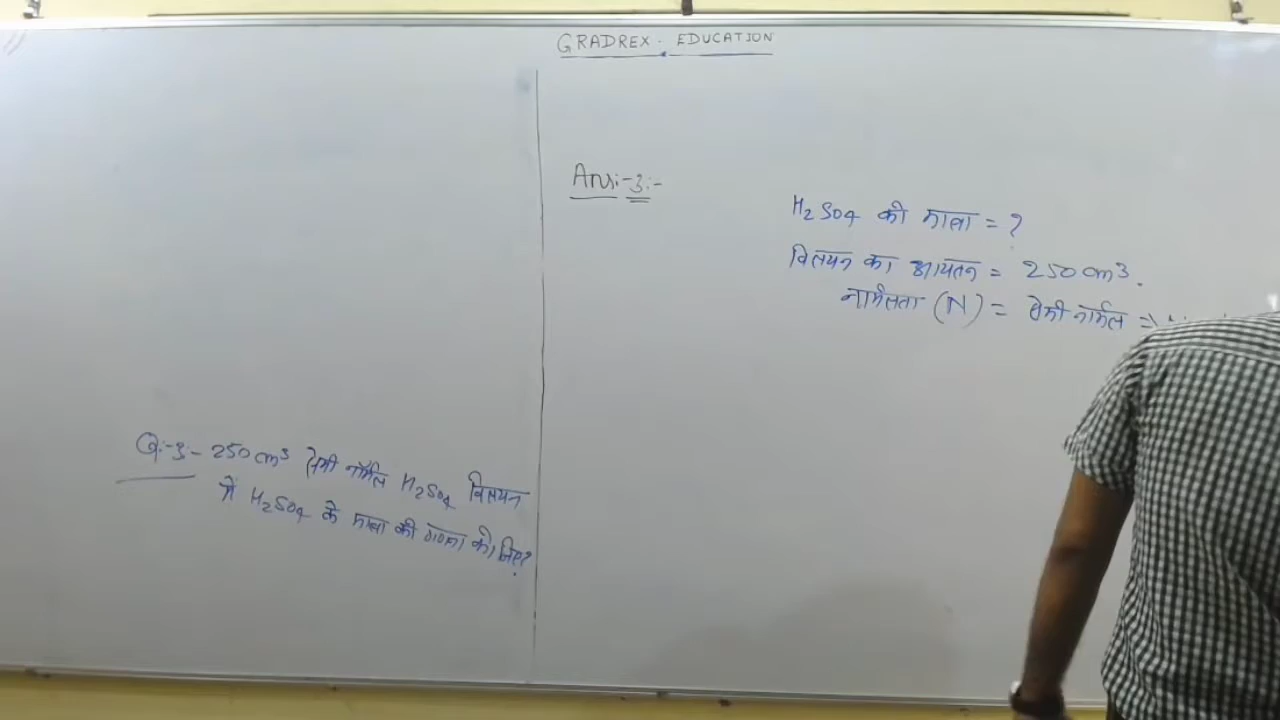 GRADREX. EDUCATION
Ans:-3:-
H2SO4 की मात्रा = ?
विलयन का आयतन = 250 cm3.
नार्मलता (N) = सेमी नार्मल =>
Q:-3:- 250 cm3 सेमी नॉर्मल H2SO4 विलयन
में H2SO4 के मात्रा की गणना कीजिए?